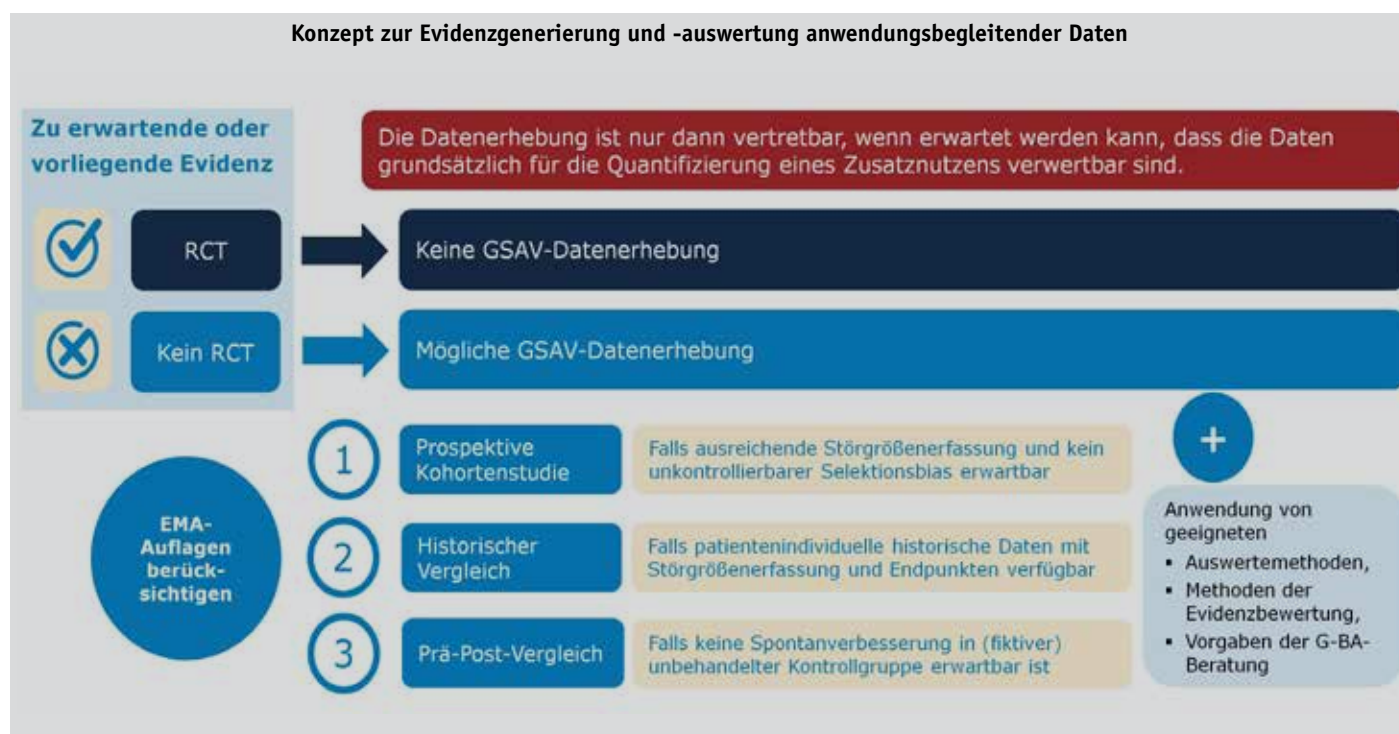 Konzept zur Evidenzgenerierung und -auswertung anwendungsbegleitender Daten
Zu erwartende oder
vorliegende Evidenz
Die Datenerhebung ist nur dann vertretbar, wenn erwartet werden kann, dass die Daten
grundsätzlich für die Quantifizierung eines Zusatznutzens verwertbar sind.
RCT
Keine GSAV-Datenerhebung
Kein RCT
Mögliche GSAV-Datenerhebung
EMA-
Auflagen
berück-
sichtigen
1
Prospektive
Kohortenstudie
Falls ausreichende Störgrößenerfassung und kein
unkontrollierbarer Selektionsbias erwartbar
2
Historischer
Vergleich
Falls patientenindividuelle historische Daten mit
Störgrößenerfassung und Endpunkten verfügbar
3
Prä-Post-Vergleich
Falls keine Spontanverbesserung in (fiktiver)
unbehandelter Kontrollgruppe erwartbar ist
+
Anwendung von
geeigneten
▪ Auswertemethoden,
▪ Methoden der
Evidenzbewertung,
▪ Vorgaben der G-BA-
Beratung